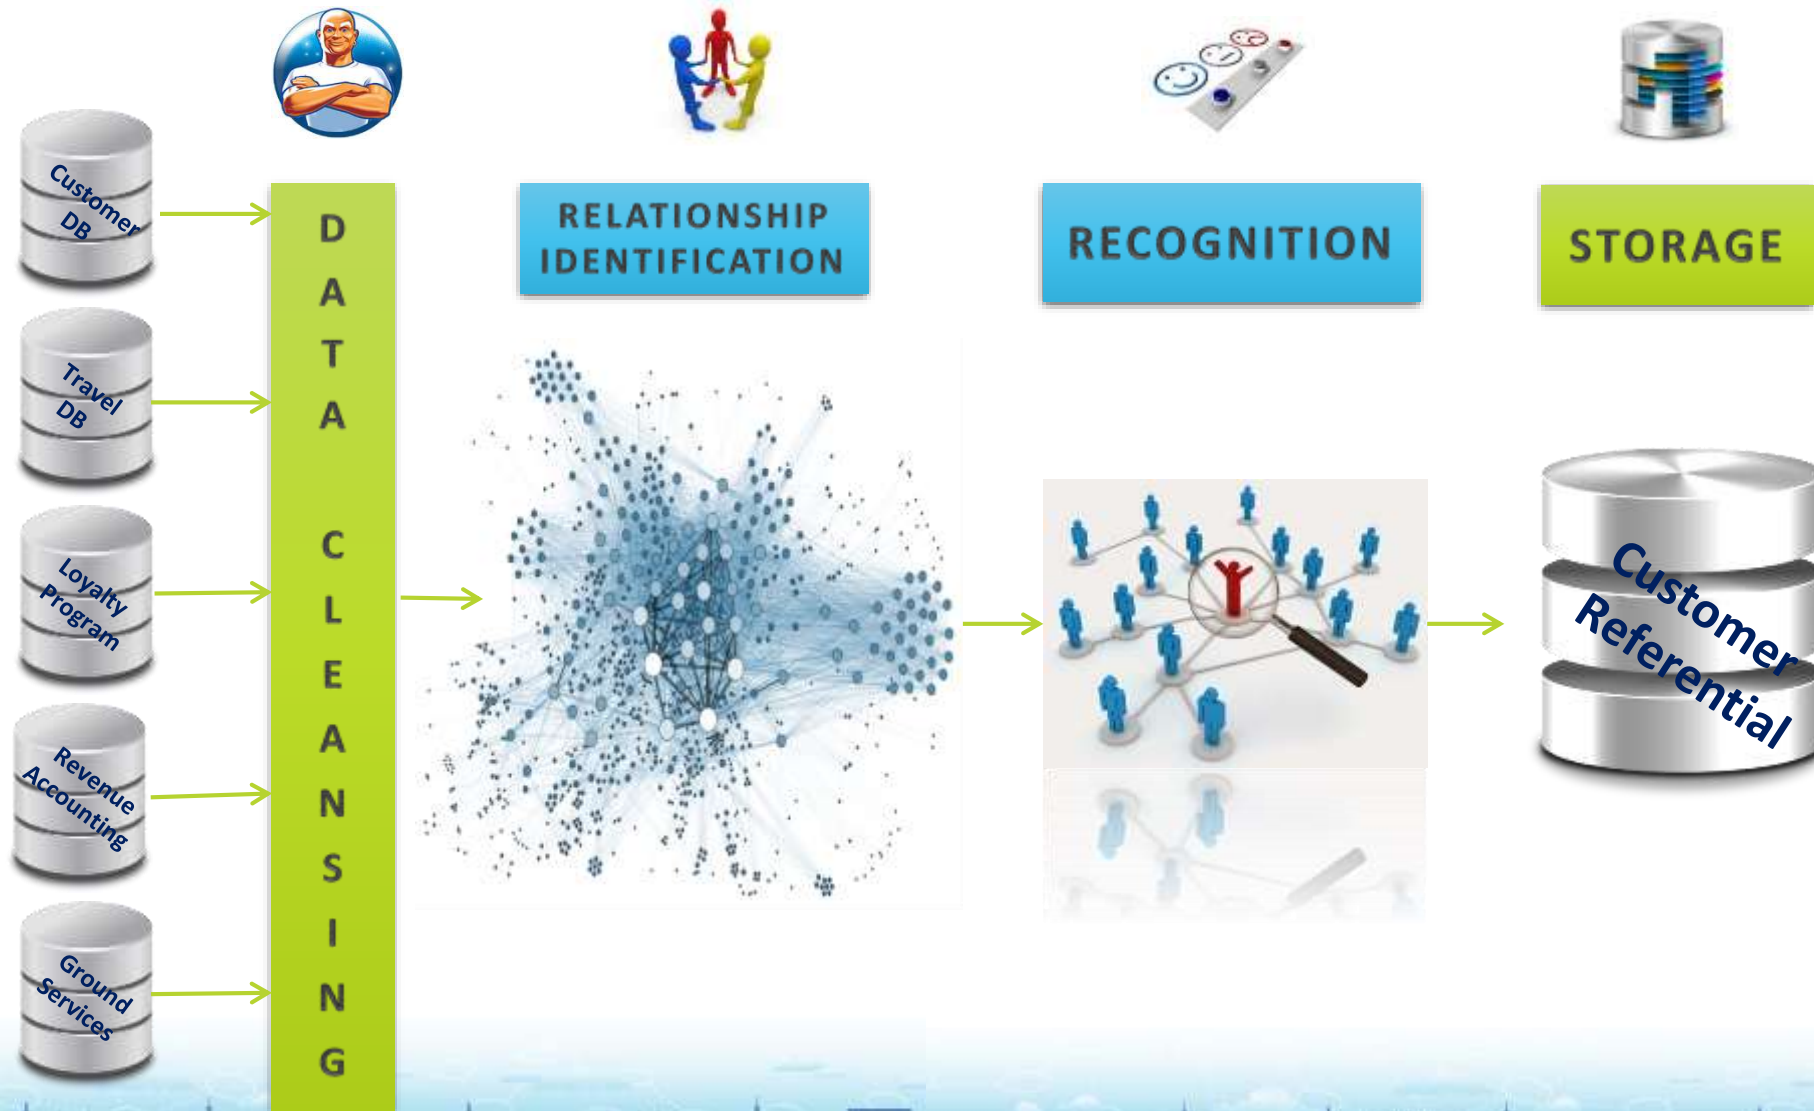 Customer
DB
Travel
DB
Loyalty
Program
Revenue
Accounting
Ground
Services
DATA CLEANSING
RELATIONSHIP
IDENTIFICATION
RECOGNITION
STORAGE
Customer
Referential